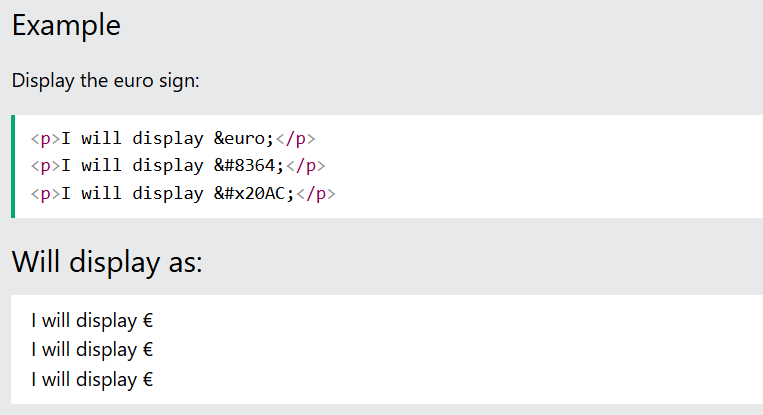 Example
Display the euro sign:
<p>I will display &euro;</p>
<p>I will display &#8364;</p>
<p>I will display &#x20AC;</p>
Will display as:
I will display €
I will display €
I will display €